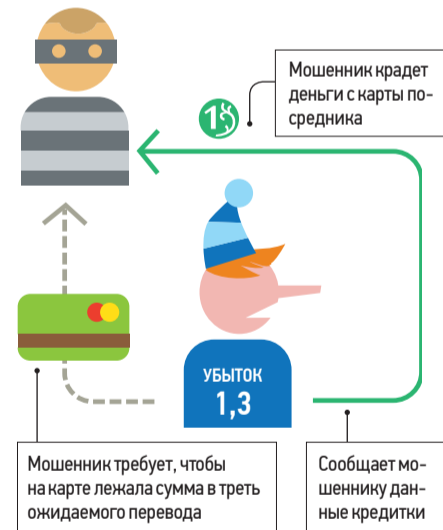 Мошенник крадет
деньги с карты по-
средника
1
УБЫТОК
1,3
Мошенник требует, чтобы
на карте лежала сумма в треть
ожидаемого перевода
Сообщает мо-
шеннику дан-
ные кредитки